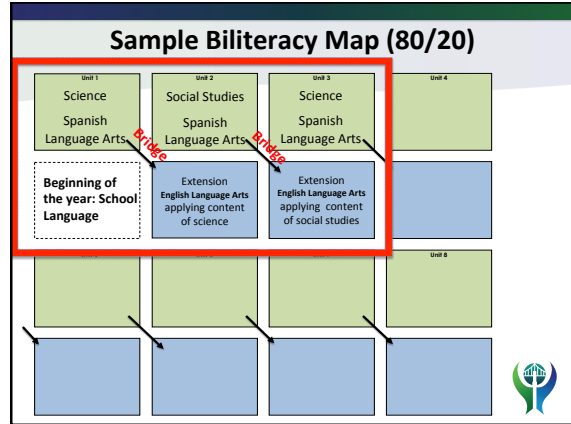 Sample Biliteracy Map (80/20)
Unit 1
Science
Spanish
Language Arts
Unit 2
Social Studies
Spanish
Language Arts
Unit 3
Science
Spanish
Language Arts
Unit 4
Bridge
Bridge
Beginning of
the year: School
Language
Extension
English Language Arts
applying content
of science
Extension
English Language Arts
applying content
of social studies
Unit 8